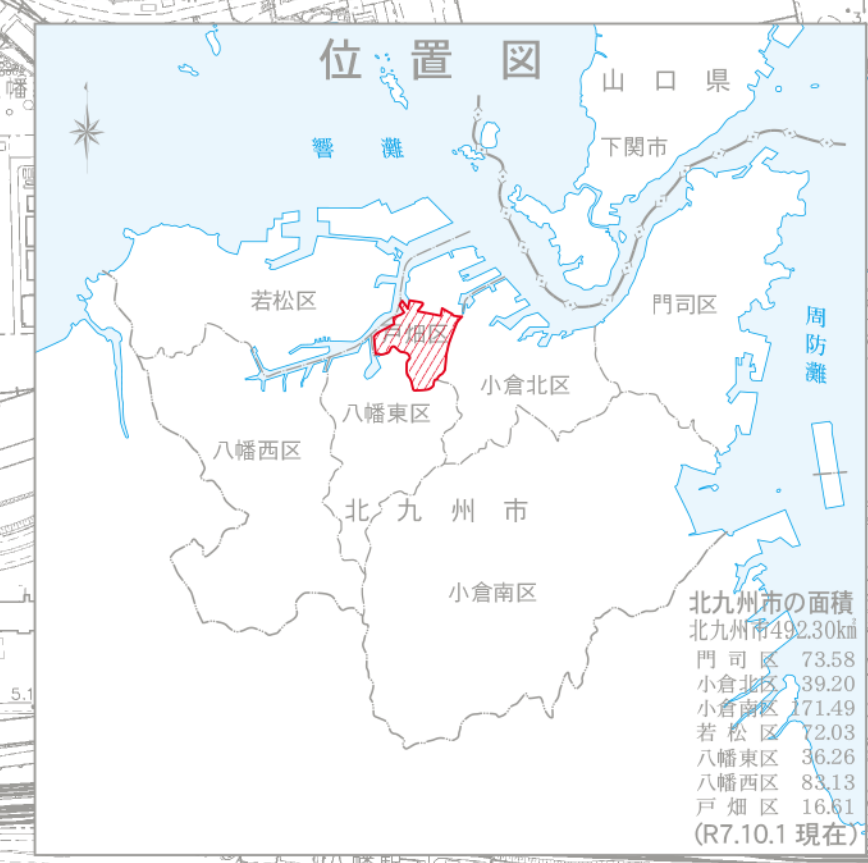 位置図
山口県
幡
響灘
下関市
若松区
門司区
周防灘
戸畑区
小倉北区
八幡東区
八幡西区
北九州市
小倉南区
北九州市の面積
北九州市492.30㎢
門司区 73.58
小倉北区 39.20
小倉南区 171.49
5.1
若松区 72.03
八幡東区 36.26
八幡西区 83.13
戸畑区 16.61
(R7.10.1 現在)